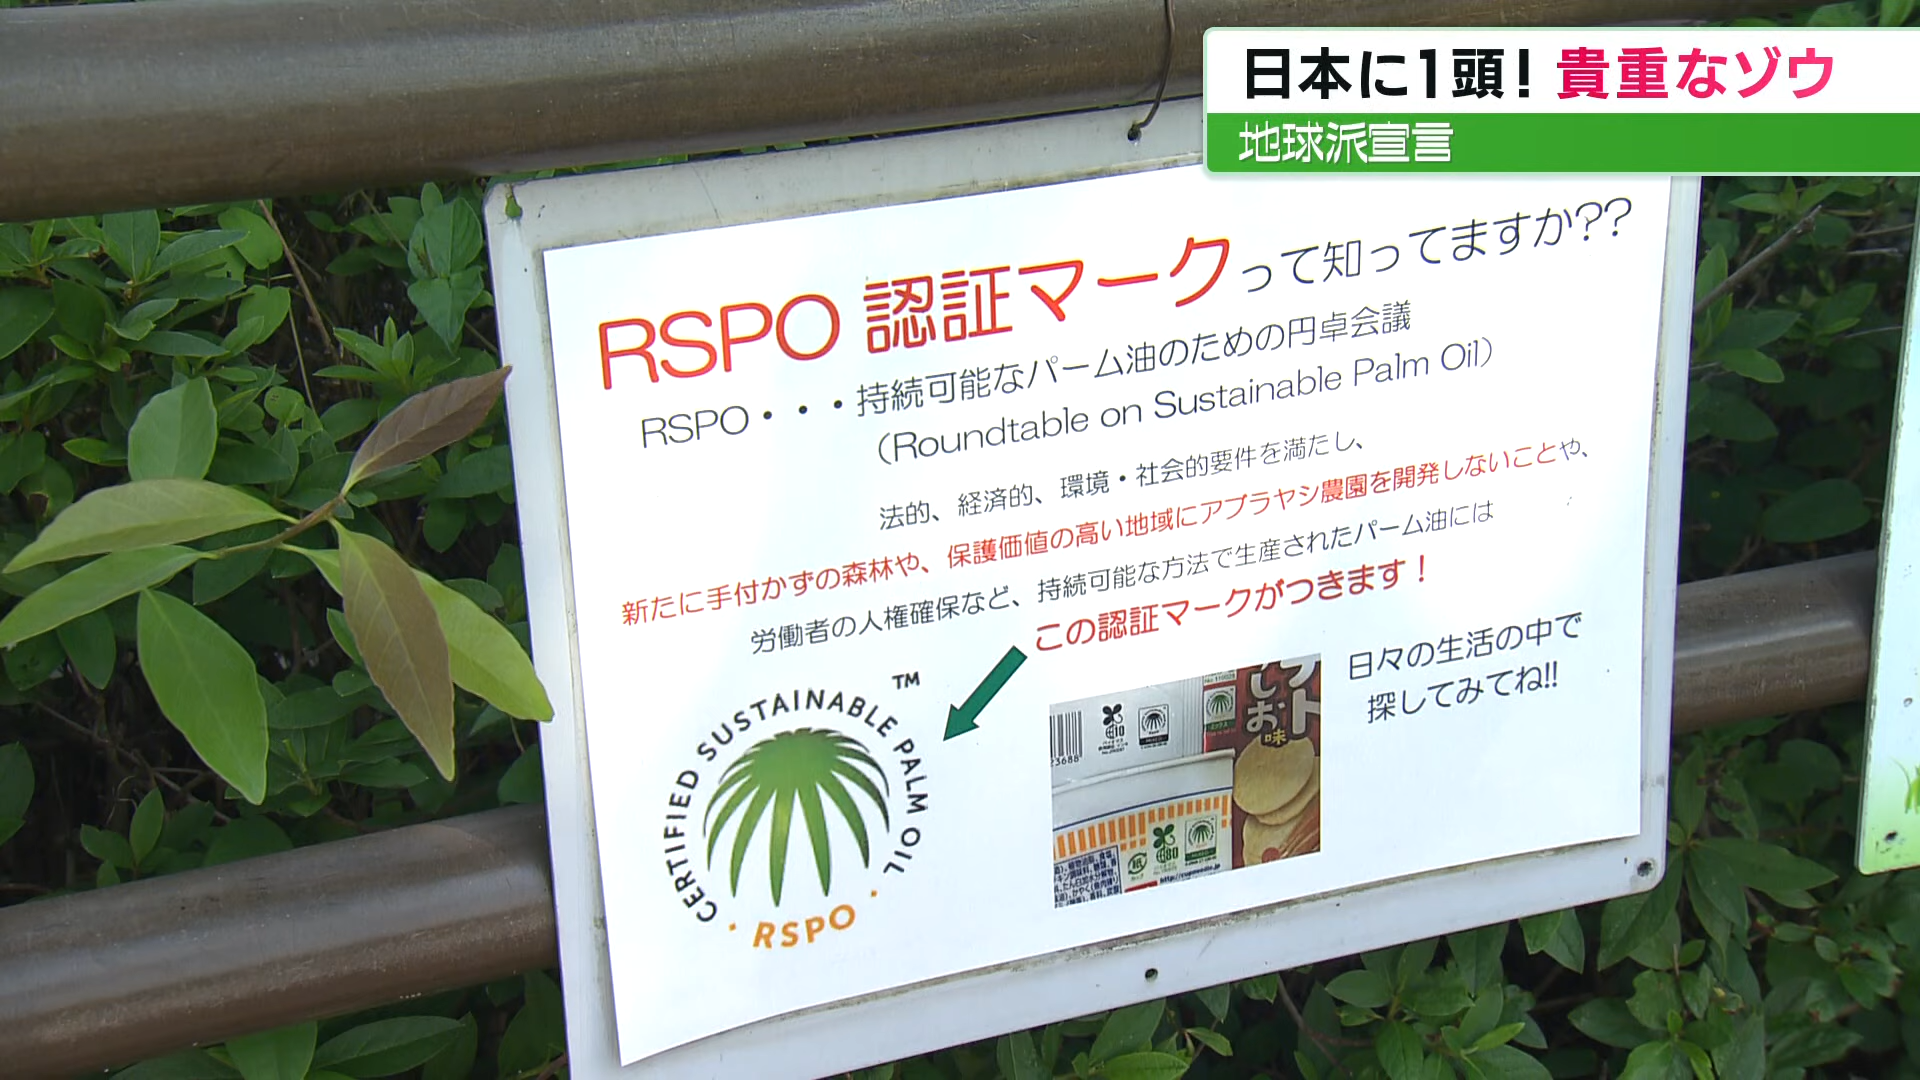 日本に1頭！貴重なゾウ
地球派宣言
RSPO 認証マークって知ってますか??
RSPO・・・持続可能なパーム油のための円卓会議
（Roundtable on Sustainable Palm Oil）
法的、経済的、環境・社会的要件を満たし、
新たに手付かずの森林や、保護価値の高い地域にアブラヤシ農園を開発しないことや、
労働者の人権確保など、持続可能な方法で生産されたパーム油には
この認証マークがつきます！
日々の生活の中で
探してみてね!!
CERTIFIED SUSTAINABLE PALM OIL TM
RSPO
しお
味